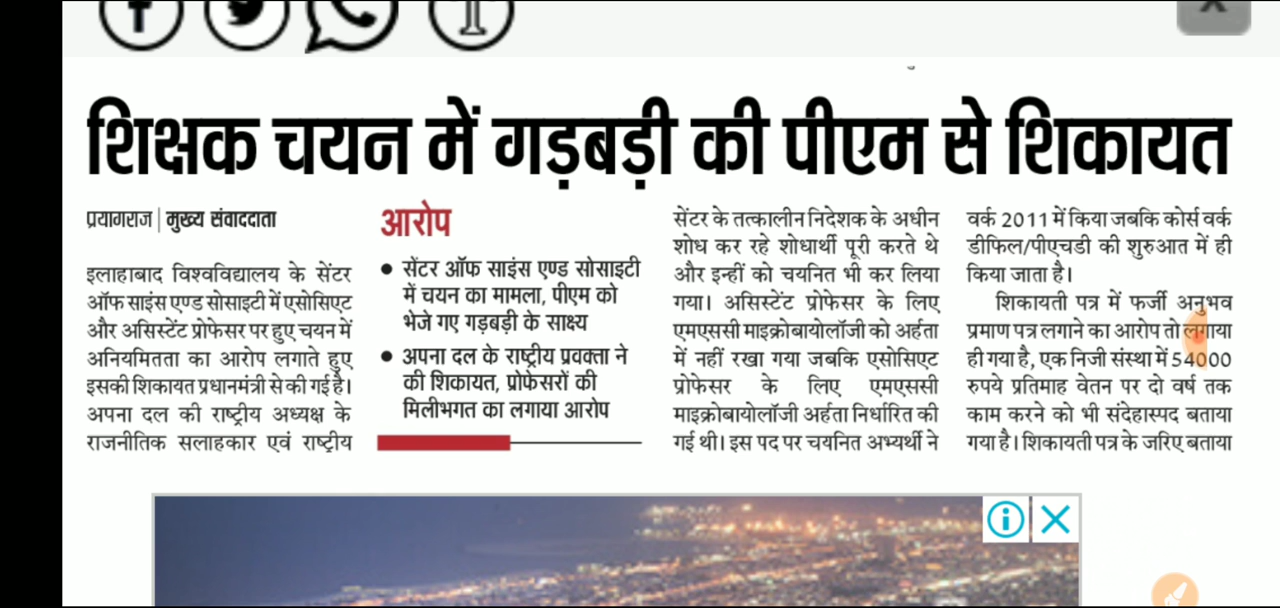 शिक्षक चयन में गड़बड़ी की पीएम से शिकायत
प्रयागराज | मुख्य संवाददाता
इलाहाबाद विश्वविद्यालय के सेंटर
ऑफ साइंस एण्ड सोसाइटी में एसोसिएट
और असिस्टेंट प्रोफेसर पर हुए चयन में
अनियमितता का आरोप लगाते हुए
इसकी शिकायत प्रधानमंत्री से की गई है।
अपना दल की राष्ट्रीय अध्यक्ष के
राजनीतिक सलाहकार एवं राष्ट्रीय
आरोप
● सेंटर ऑफ साइंस एण्ड सोसाइटी
में चयन का मामला, पीएम को
भेजे गए गड़बड़ी के साक्ष्य
● अपना दल के राष्ट्रीय प्रवक्ता ने
की शिकायत, प्रोफेसरों की
मिलीभगत का लगाया आरोप
सेंटर के तत्कालीन निदेशक के अधीन
शोध कर रहे शोधार्थी पूरी करते थे
और इन्हीं को चयनित भी कर लिया
गया। असिस्टेंट प्रोफेसर के लिए
एमएससी माइक्रोबायोलॉजी को अर्हता
में नहीं रखा गया जबकि एसोसिएट
प्रोफेसर के लिए एमएससी
माइक्रोबायोलॉजी अर्हता निर्धारित की
गई थी। इस पद पर चयनित अभ्यर्थी ने
वर्क 2011 में किया जबकि कोर्स वर्क
डीफिल/पीएचडी की शुरुआत में ही
किया जाता है।
शिकायती पत्र में फर्जी अनुभव
प्रमाण पत्र लगाने का आरोप तो लगाया
ही गया है, एक निजी संस्था में 54000
रुपये प्रतिमाह वेतन पर दो वर्ष तक
काम करने को भी संदेहास्पद बताया
गया है। शिकायती पत्र के जरिए बताया